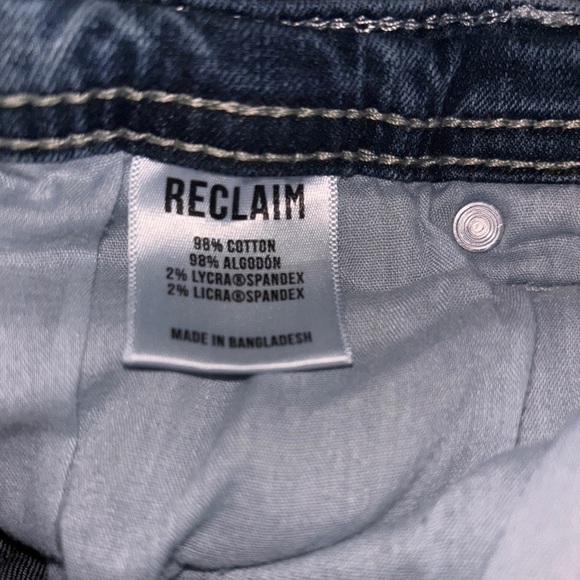 RECLAIM
98% COTTON
98% ALGODÓN
2% LYCRA®SPANDEX
2% LICRA®SPANDEX
MADE IN BANGLADESH